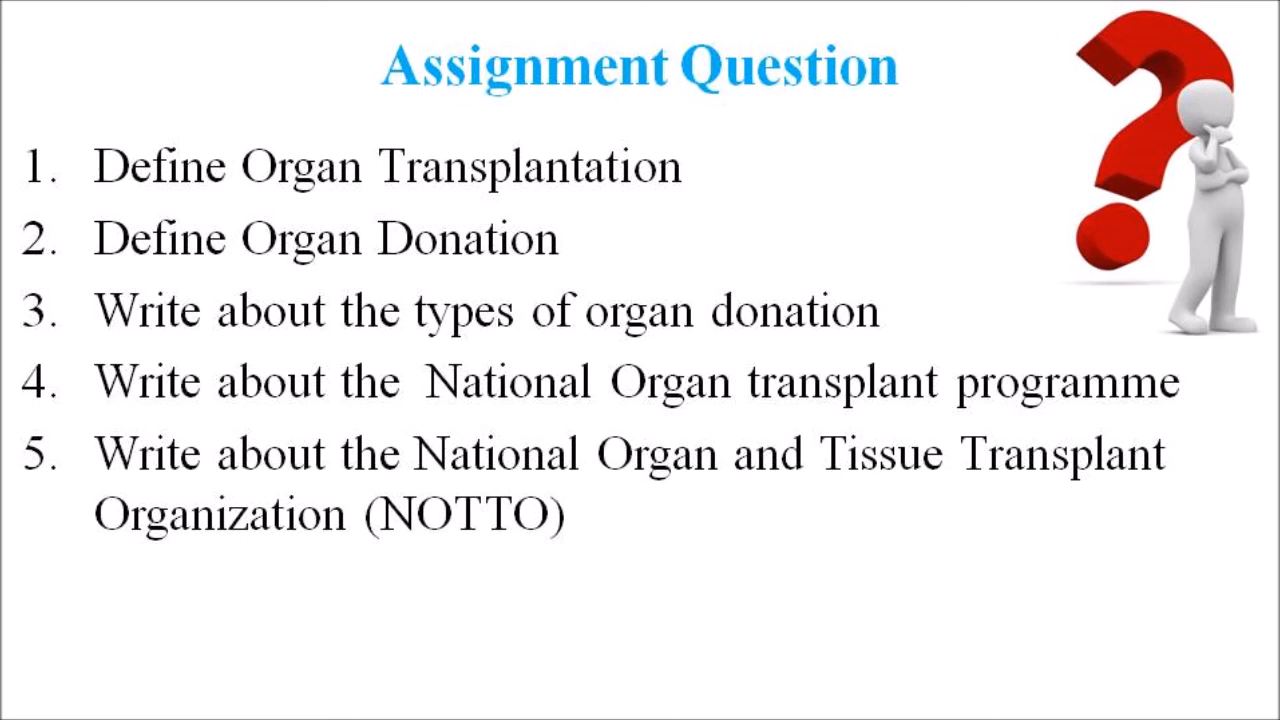 Assignment Question
1. Define Organ Transplantation
2. Define Organ Donation
3. Write about the types of organ donation
4. Write about the National Organ transplant programme
5. Write about the National Organ and Tissue Transplant
Organization (NOTTO)